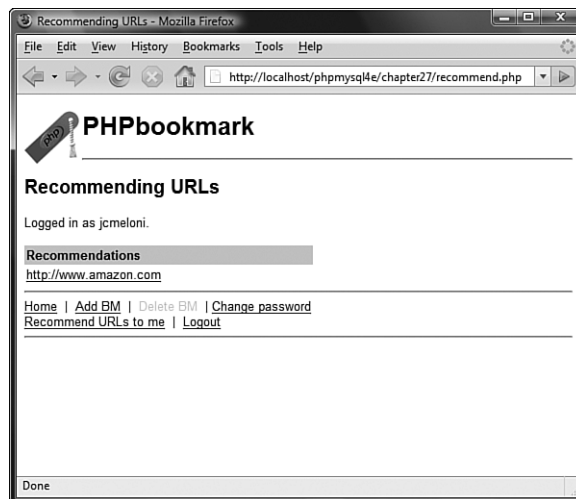 Recommending URLs - Mozilla Firefox
File Edit View History Bookmarks Tools Help
http://localhost/phpmysql4e/chapter27/recommend.php
php
PHPbookmark
Recommending URLs
Logged in as jcmeloni.
Recommendations
http://www.amazon.com
Home | Add BM | Delete BM | Change password
Recommend URLs to me | Logout
Done